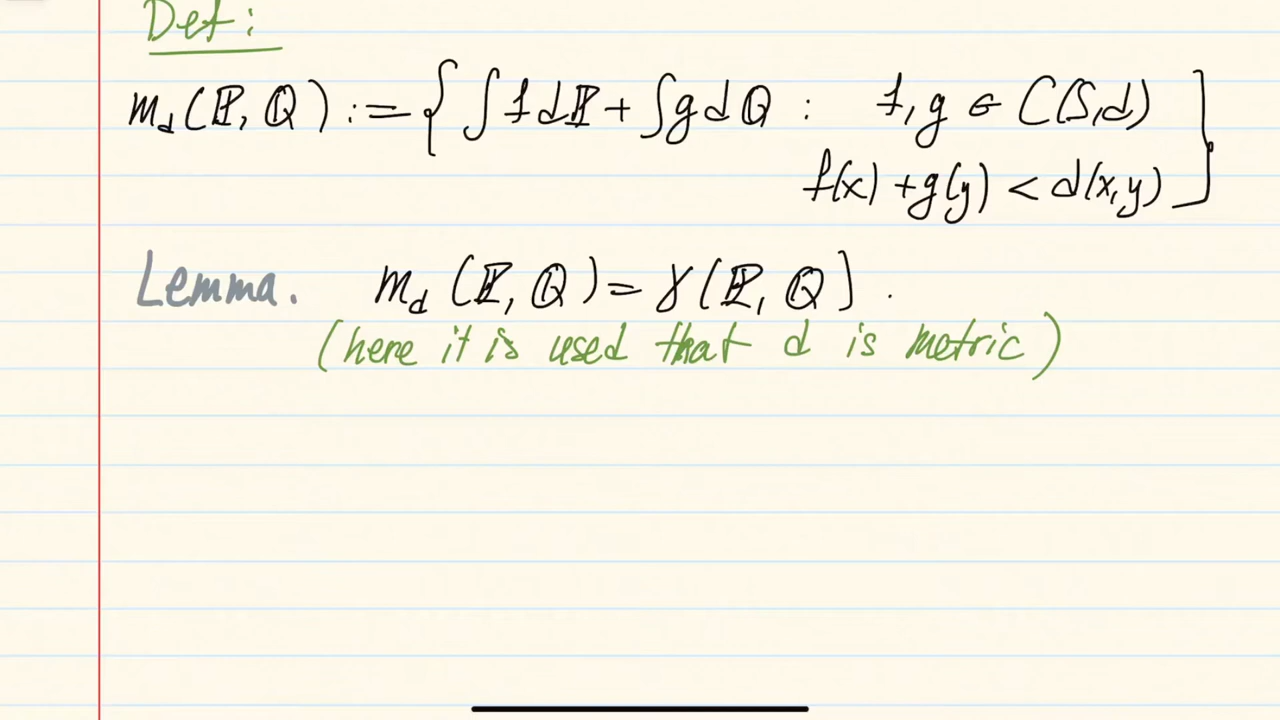 Def:
m_d(ℙ, ℚ) := { ∫ f dℙ + ∫ g dℚ : f, g ∈ C(S,d)
f(x) + g(y) < d(x,y) }
Lemma. m_d (ℙ, ℚ) = γ(ℙ, ℚ).
(here it is used that d is metric)